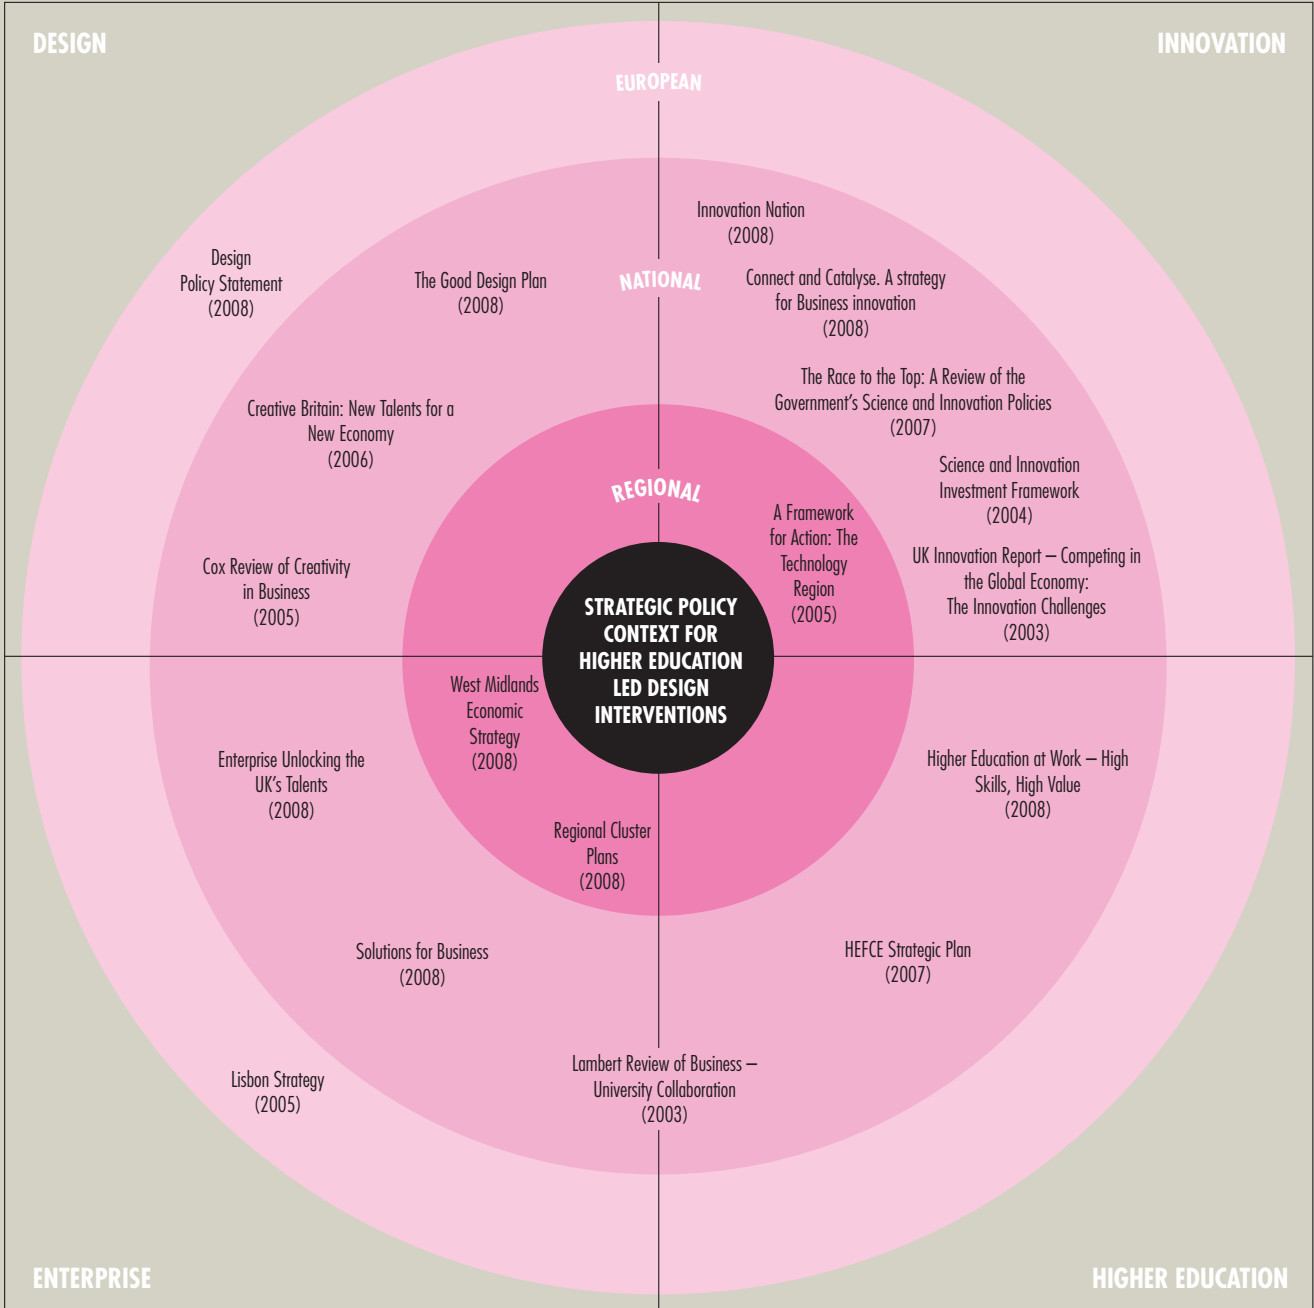 DESIGN
INNOVATION
EUROPEAN
Innovation Nation
(2008)
Design
Policy Statement
(2008)
The Good Design Plan
(2008)
NATIONAL
Connect and Catalyse. A strategy
for Business innovation
(2008)
The Race to the Top: A Review of the
Government's Science and Innovation Policies
(2007)
Creative Britain: New Talents for a
New Economy
(2006)
Science and Innovation
Investment Framework
(2004)
REGIONAL
A Framework
for Action: The
Technology
Region
(2005)
UK Innovation Report – Competing in
the Global Economy:
The Innovation Challenges
(2003)
Cox Review of Creativity
in Business
(2005)
STRATEGIC POLICY
CONTEXT FOR
HIGHER EDUCATION
LED DESIGN
INTERVENTIONS
West Midlands
Economic
Strategy
(2008)
Enterprise Unlocking the
UK's Talents
(2008)
Higher Education at Work – High
Skills, High Value
(2008)
Regional Cluster
Plans
(2008)
Solutions for Business
(2008)
HEFCE Strategic Plan
(2007)
Lambert Review of Business –
University Collaboration
(2003)
Lisbon Strategy
(2005)
ENTERPRISE
HIGHER EDUCATION